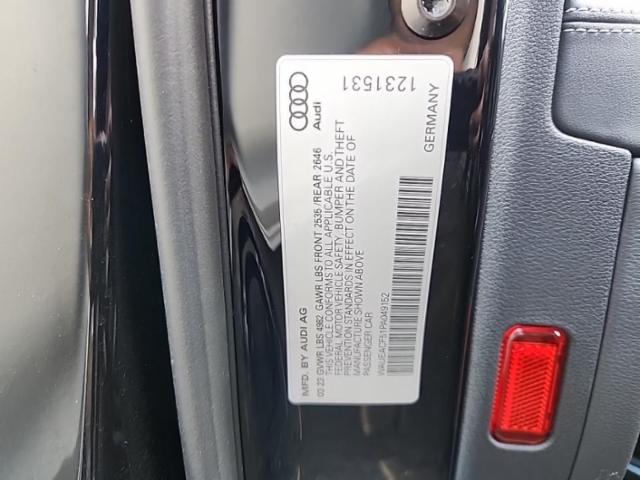 MFD. BY AUDI AG
Audi
1231531
GVWR LBS 4982 GAWR LBS FRONT 2535 /REAR 2646
THIS VEHICLE CONFORMS TO ALL APPLICABLE U.S.
FEDERAL MOTOR VEHICLE SAFETY, BUMPER AND THEFT
PREVENTION STANDARDS IN EFFECT ON THE DATE OF
MANUFACTURE SHOWN ABOVE
PASSENGER CAR
GERMANY